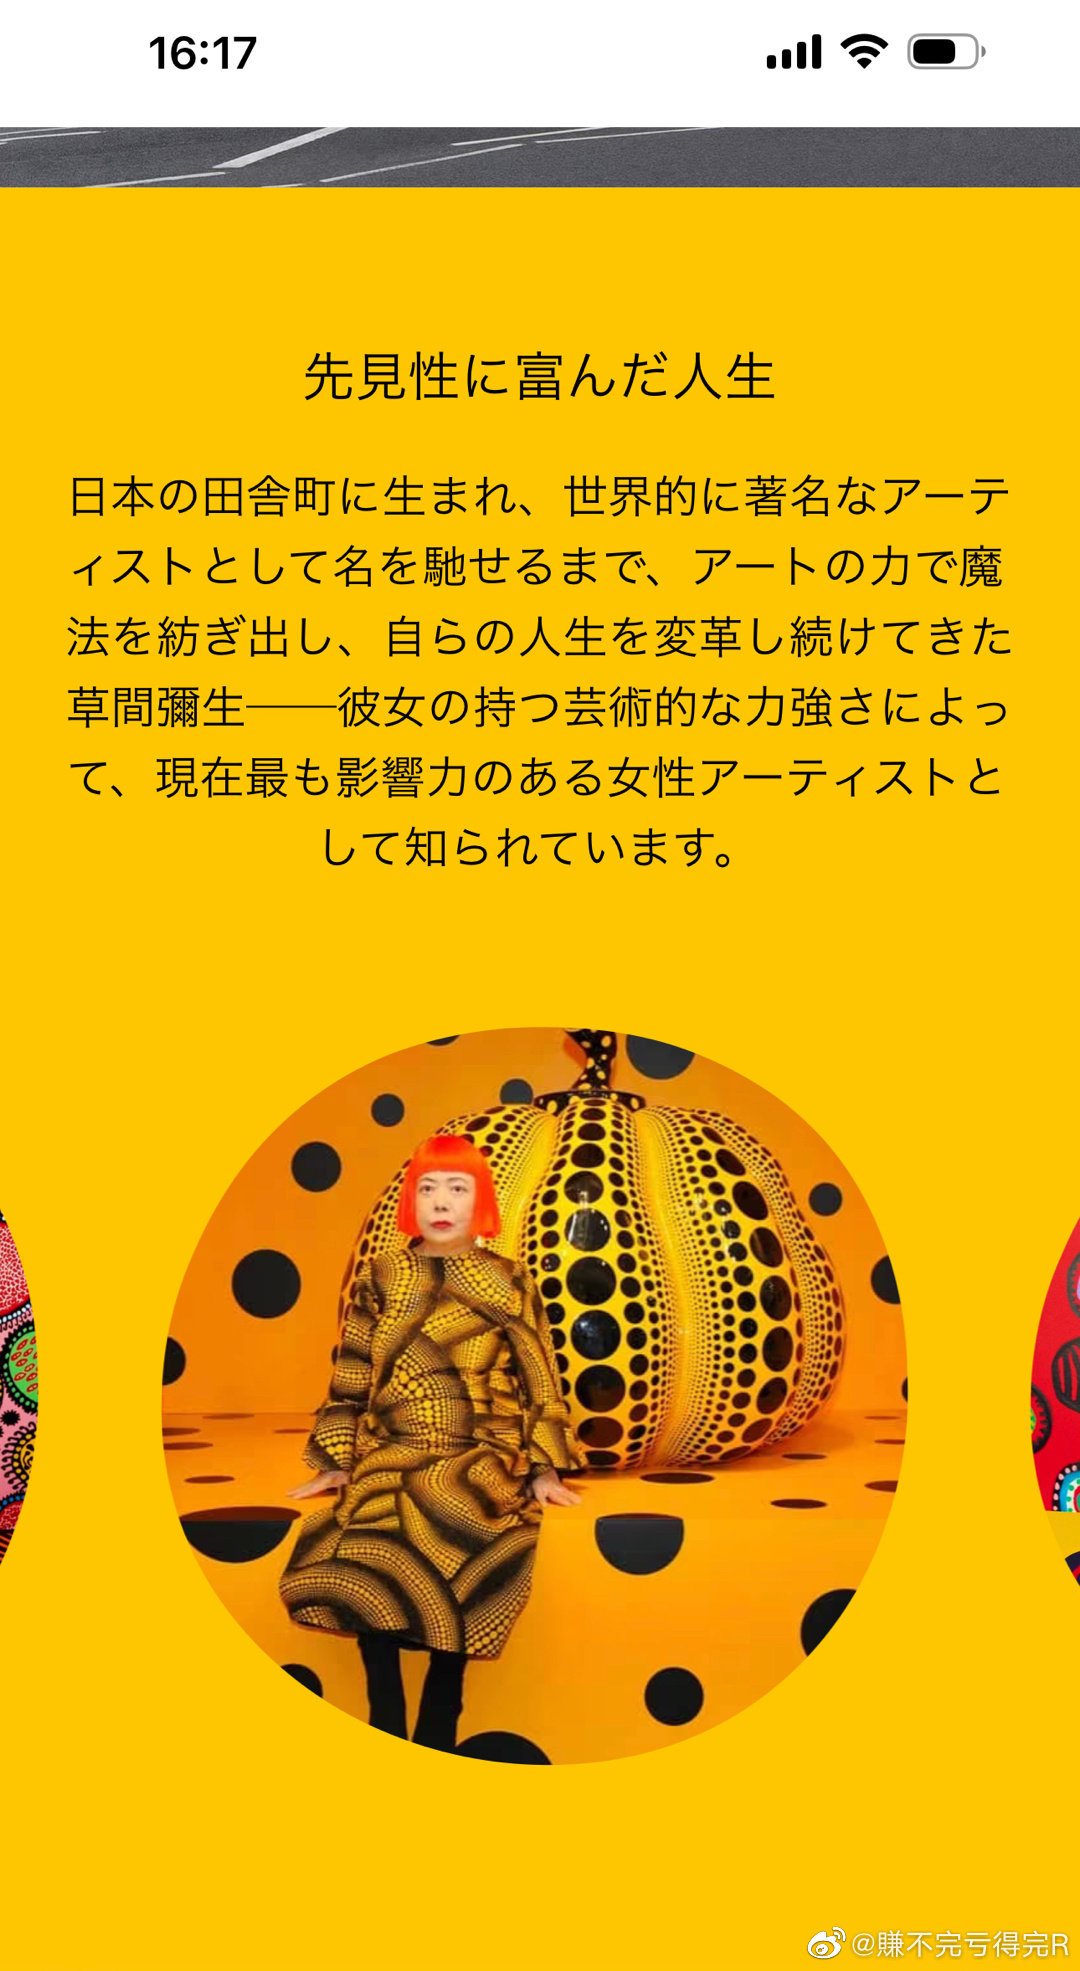 16:17
先見性に富んだ人生
日本の田舎町に生まれ、世界的に著名なアーテ
ィストとして名を馳せるまで、アートの力で魔
法を紡ぎ出し、自らの人生を変革し続けてきた
草間彌生──彼女の持つ芸術的な力強さによっ
て、現在最も影響力のある女性アーティストと
して知られています。
@賺不完亏得完R